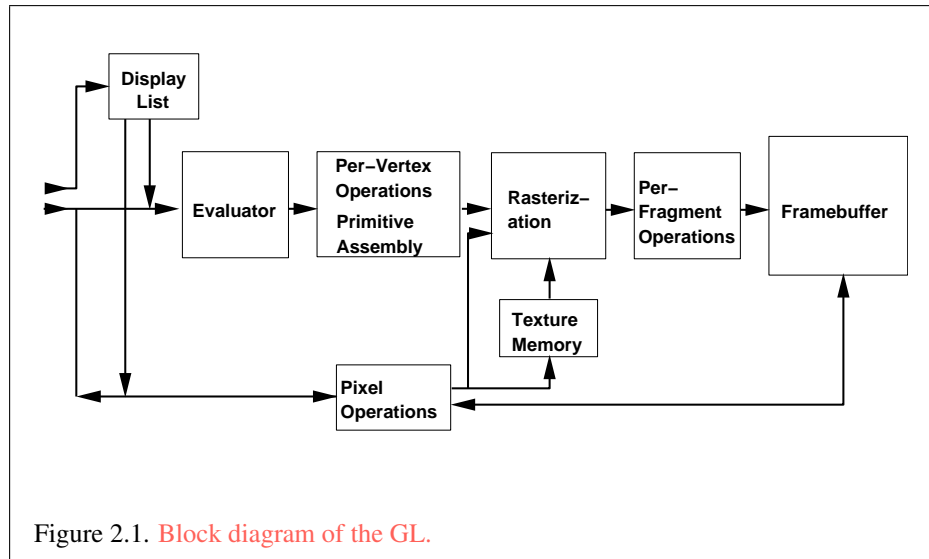 Display
List
Evaluator
Per−Vertex
Operations
Primitive
Assembly
Rasteriz−
ation
Per−
Fragment
Operations
Framebuffer
Texture
Memory
Pixel
Operations
Figure 2.1. Block diagram of the GL.